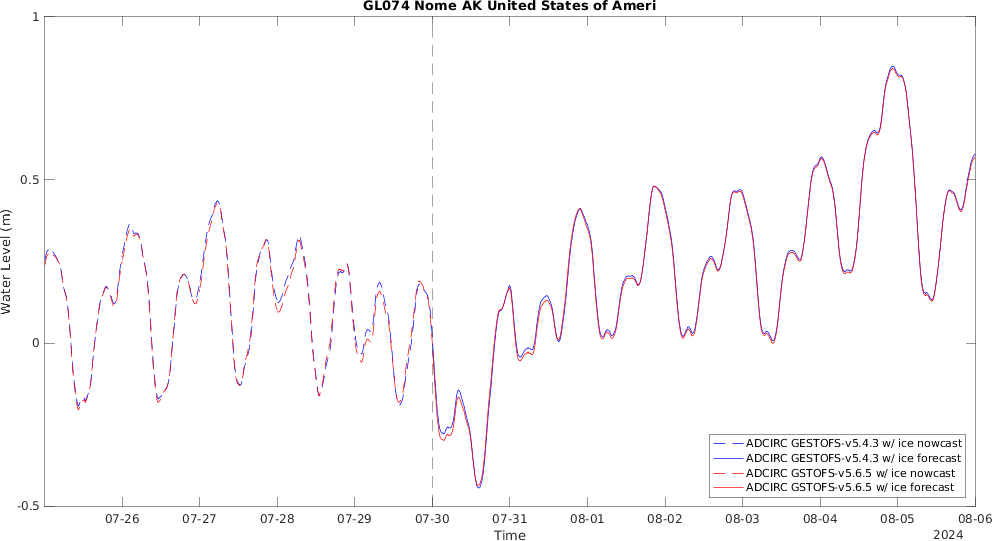 GL074 Nome AK United States of Ameri
1
0.5
0
-0.5
Water Level (m)
07-26
07-27
07-28
07-29
07-30
07-31
08-01
08-02
08-03
08-04
08-05
08-06
Time
2024
ADCIRC GESTOFS-v5.4.3 w/ ice nowcast
ADCIRC GESTOFS-v5.4.3 w/ ice forecast
ADCIRC GSTOFS-v5.6.5 w/ ice nowcast
ADCIRC GSTOFS-v5.6.5 w/ ice forecast